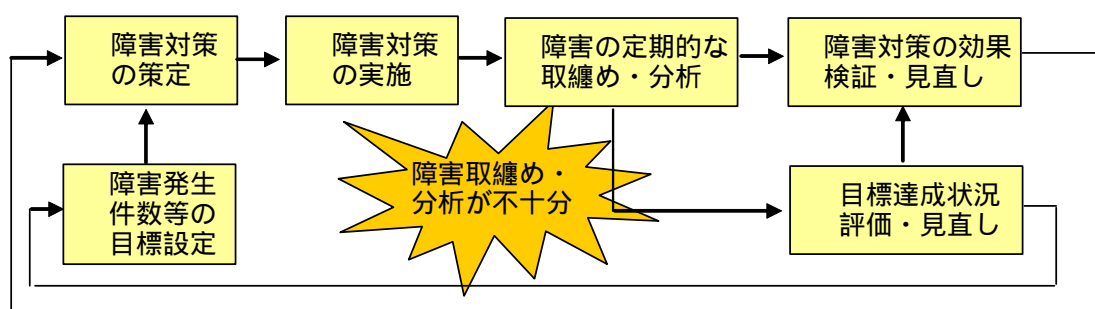 障害対策
の策定
障害対策
の実施
障害の定期的な
取纏め・分析
障害対策の効果
検証・見直し
障害発生
件数等の
目標設定
障害取纏め・
分析が不十分
目標達成状況
評価・見直し